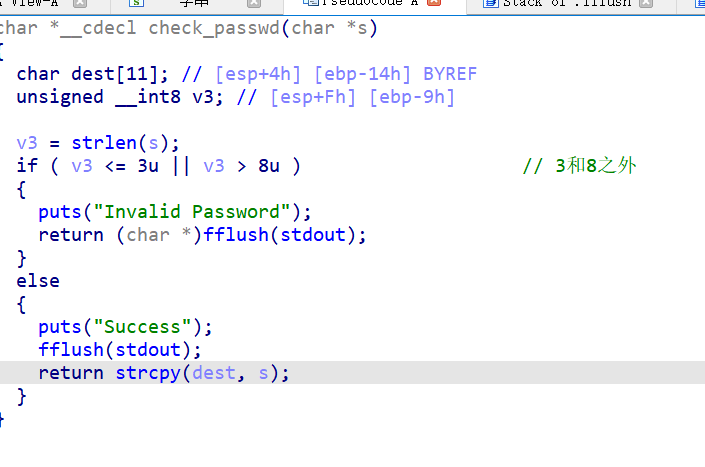 View-A 字串 Pseudocode A Stack of .fflush
char *__cdecl check_passwd(char *s)
{
char dest[11]; // [esp+4h] [ebp-14h] BYREF
unsigned __int8 v3; // [esp+Fh] [ebp-9h]
v3 = strlen(s);
if ( v3 <= 3u || v3 > 8u ) // 3和8之外
{
puts("Invalid Password");
return (char *)fflush(stdout);
}
else
{
puts("Success");
fflush(stdout);
return strcpy(dest, s);
}
}